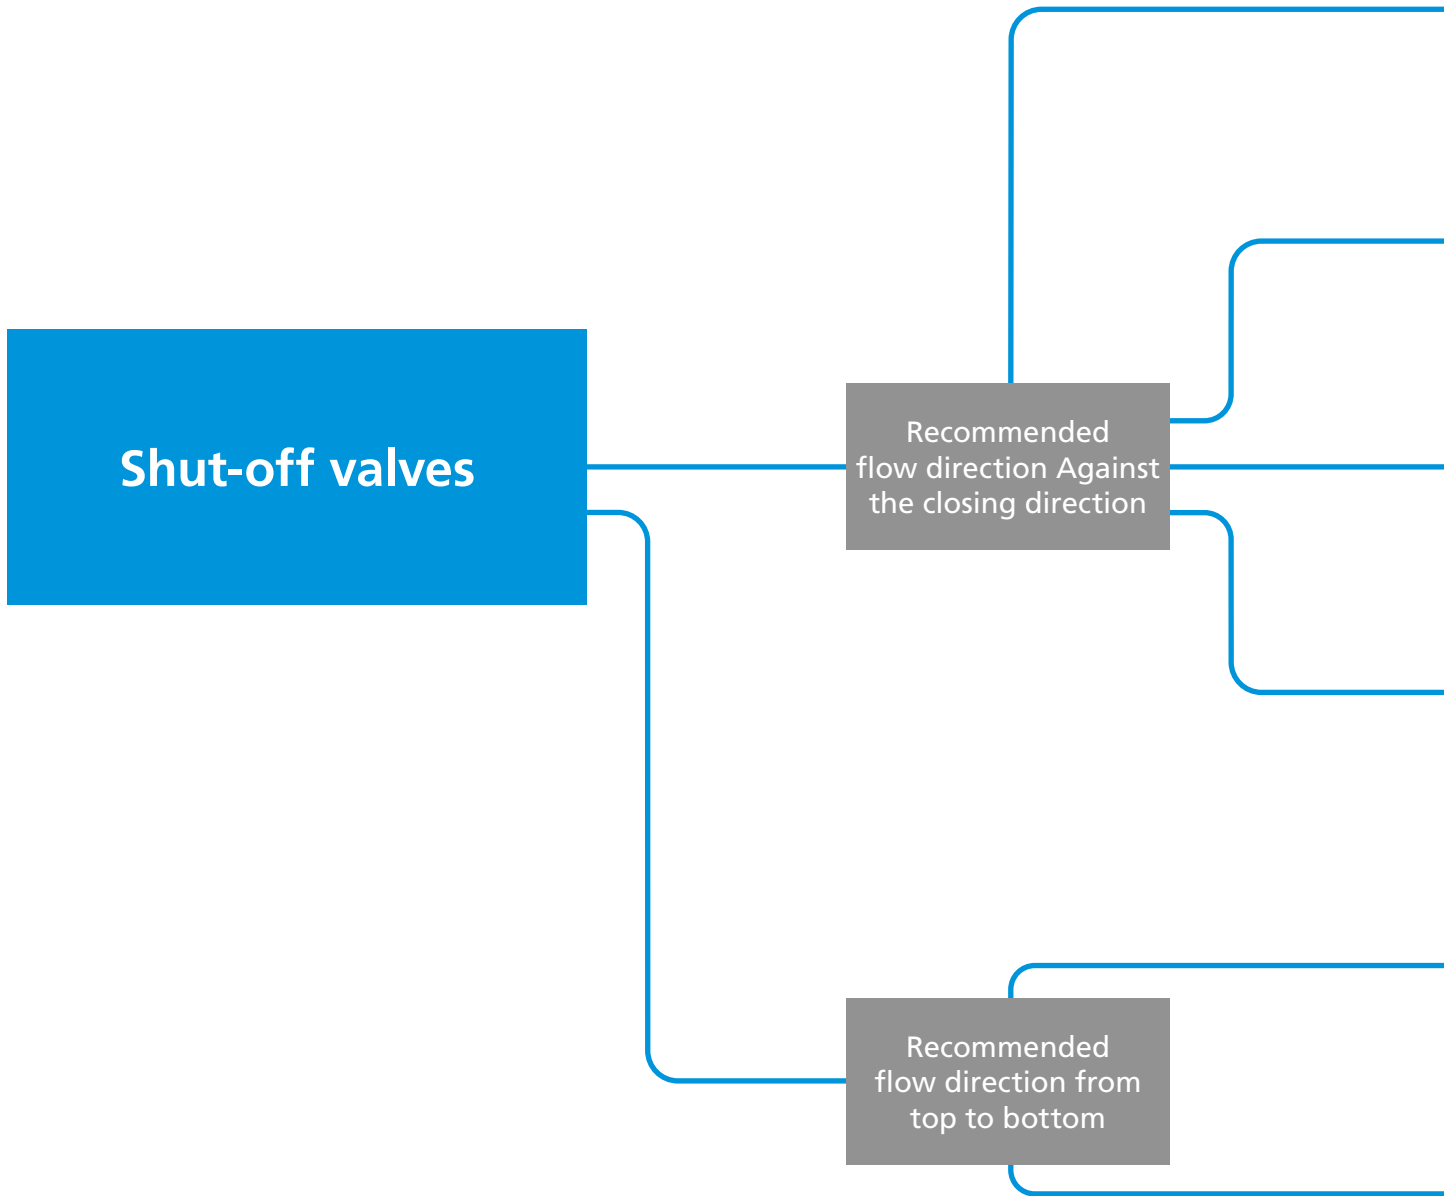 Shut-off valves
Recommended
flow direction Against
the closing direction
Recommended
flow direction from
top to bottom